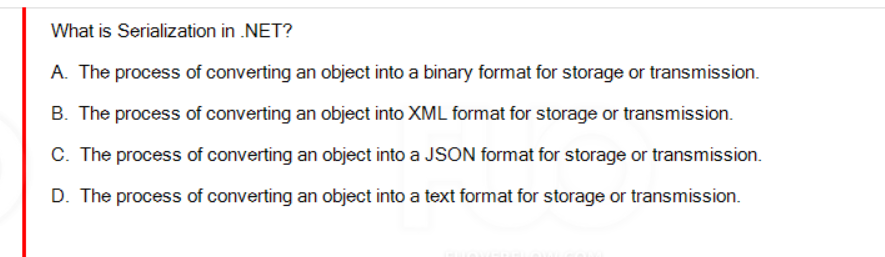 What is Serialization in .NET?
A. The process of converting an object into a binary format for storage or transmission.
B. The process of converting an object into XML format for storage or transmission.
C. The process of converting an object into a JSON format for storage or transmission.
D. The process of converting an object into a text format for storage or transmission.